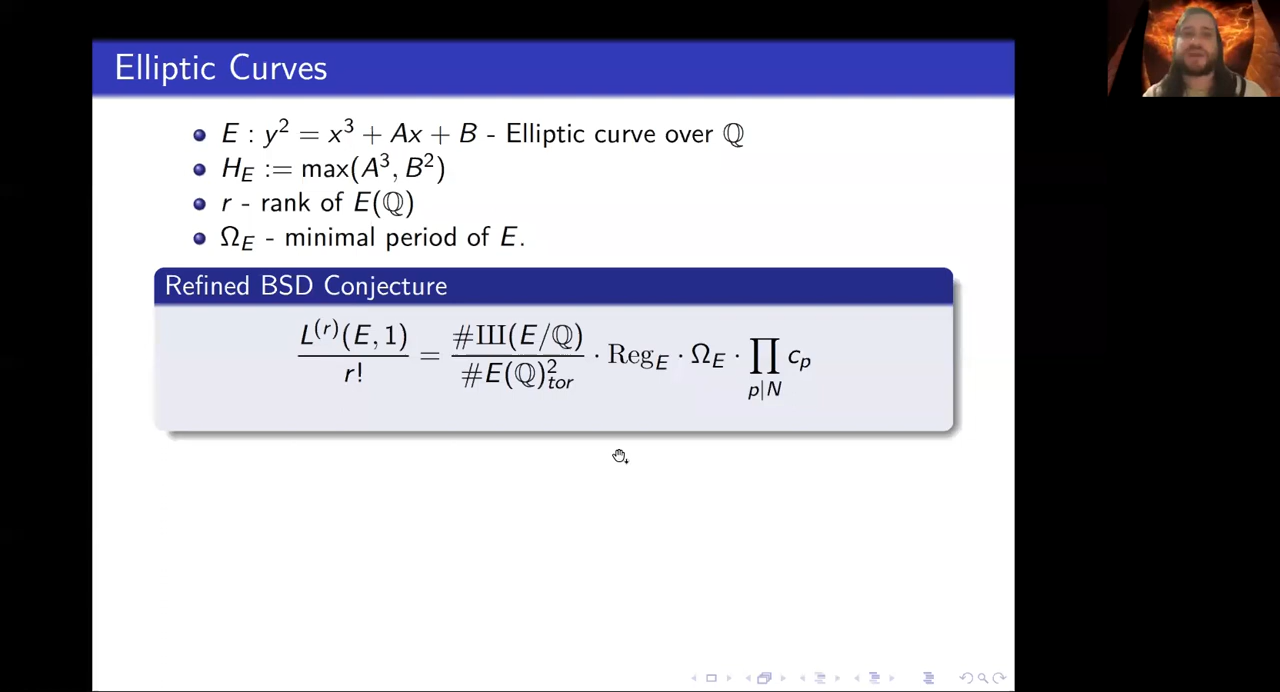 Elliptic Curves
E : y² = x³ + Ax + B - Elliptic curve over ℚ
H_E := max(A³, B²)
r - rank of E(ℚ)
Ω_E - minimal period of E.
Refined BSD Conjecture
L^(r)(E, 1) / r! = #Ш(E/ℚ) / #E(ℚ)²_tor · Reg_E · Ω_E · ∏_{p|N} c_p